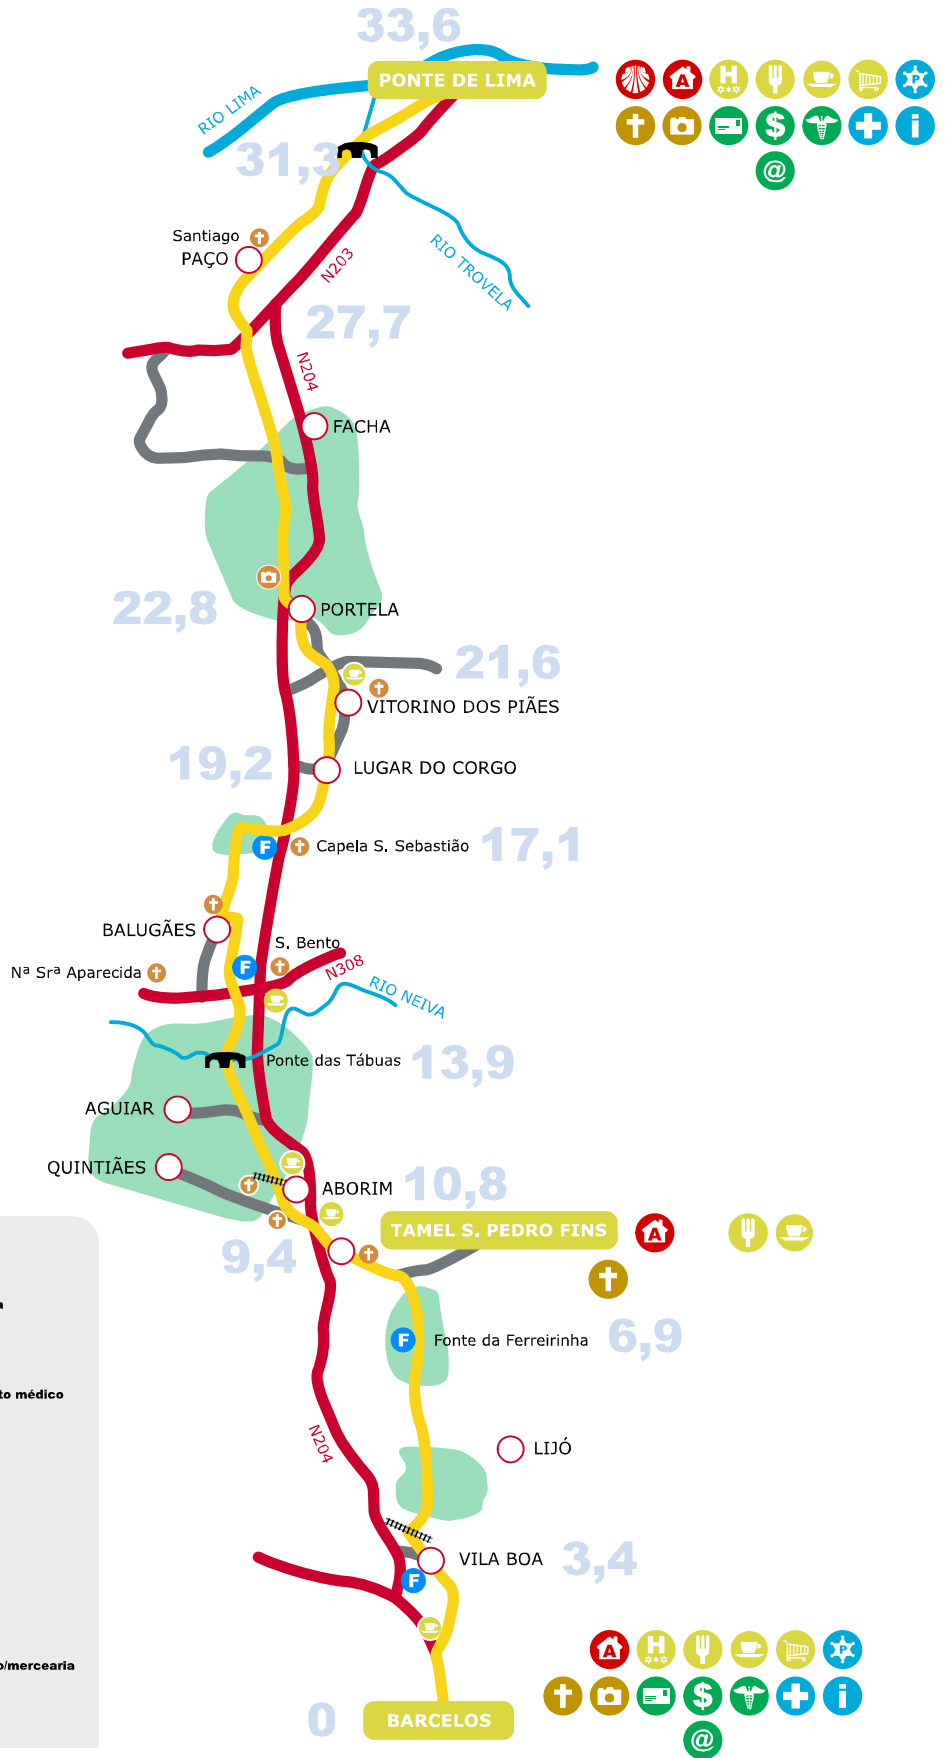 33,6
PONTE DE LIMA
RIO LIMA
31,3
Santiago
PAÇO
N203
RIO TROVELA
27,7
N204
FACHA
22,8
PORTELA
21,6
VITORINO DOS PIÃES
19,2
LUGAR DO CORGO
F
Capela S. Sebastião
17,1
BALUGÃES
S. Bento
Nª Srª Aparecida
F
N308
RIO NEIVA
Ponte das Tábuas
13,9
AGUIAR
QUINTIÃES
ABORIM
10,8
TAMEL S. PEDRO FINS
A
9,4
F
Fonte da Ferreirinha
6,9
to médico
N204
LIJÓ
VILA BOA
3,4
F
o/mercearia
0
BARCELOS
A
H
P
$
i
@
A
H
P
$
i
@